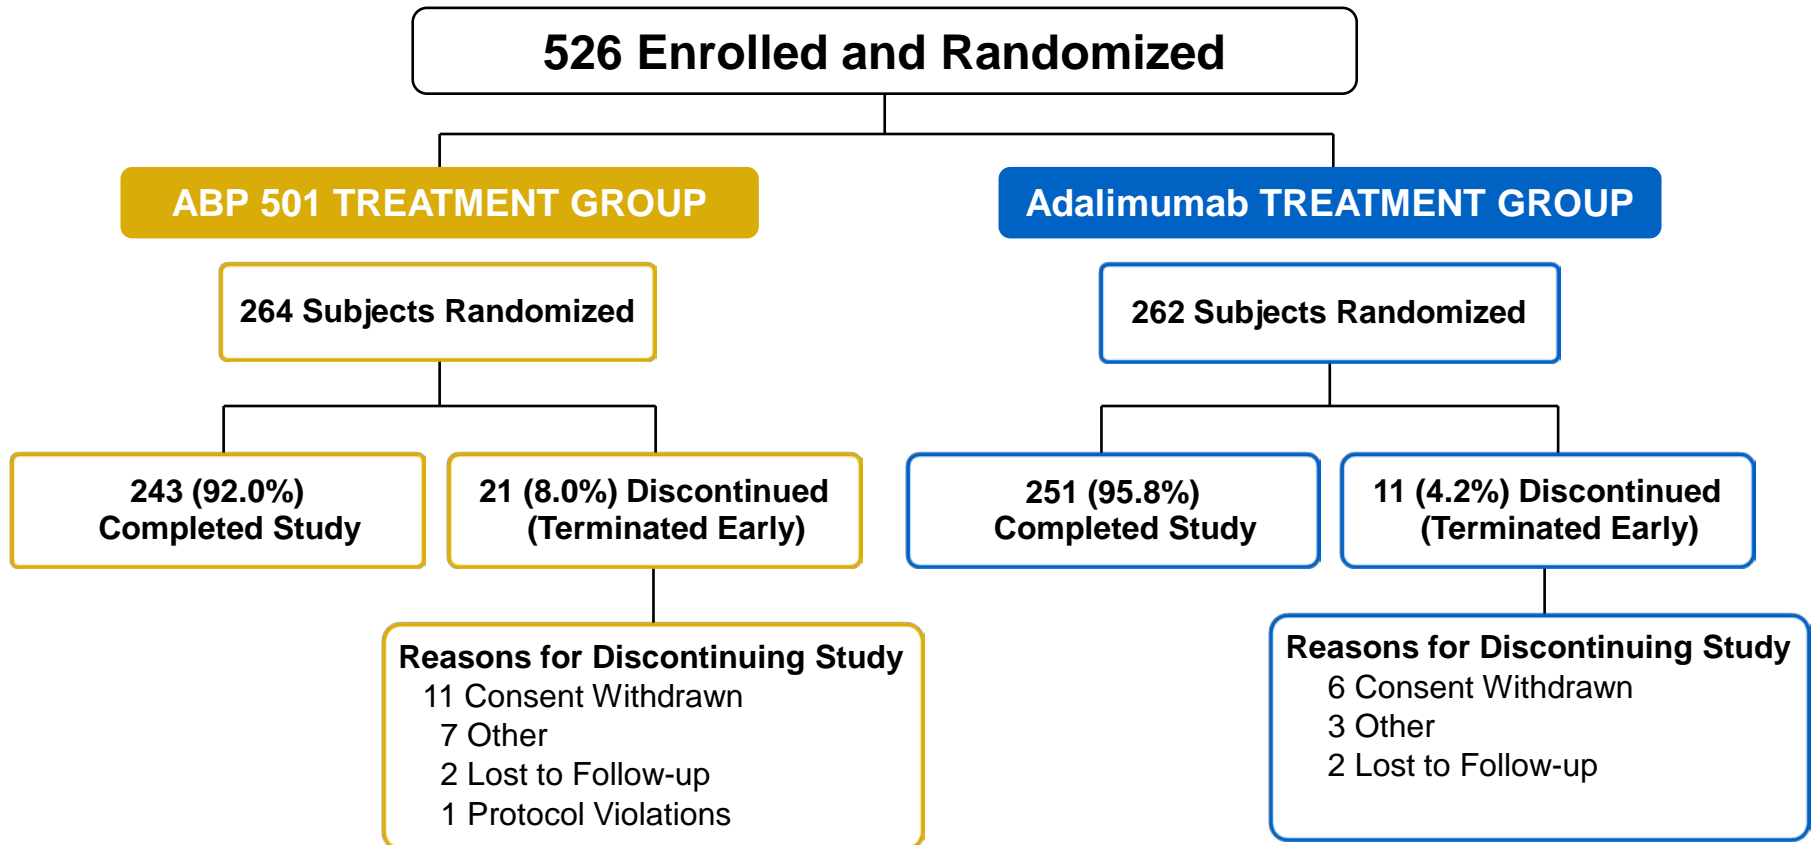 526 Enrolled and Randomized
ABP 501 TREATMENT GROUP
Adalimumab TREATMENT GROUP
264 Subjects Randomized
262 Subjects Randomized
243 (92.0%)
Completed Study
21 (8.0%) Discontinued
(Terminated Early)
251 (95.8%)
Completed Study
11 (4.2%) Discontinued
(Terminated Early)
Reasons for Discontinuing Study
11 Consent Withdrawn
7 Other
2 Lost to Follow-up
1 Protocol Violations
Reasons for Discontinuing Study
6 Consent Withdrawn
3 Other
2 Lost to Follow-up